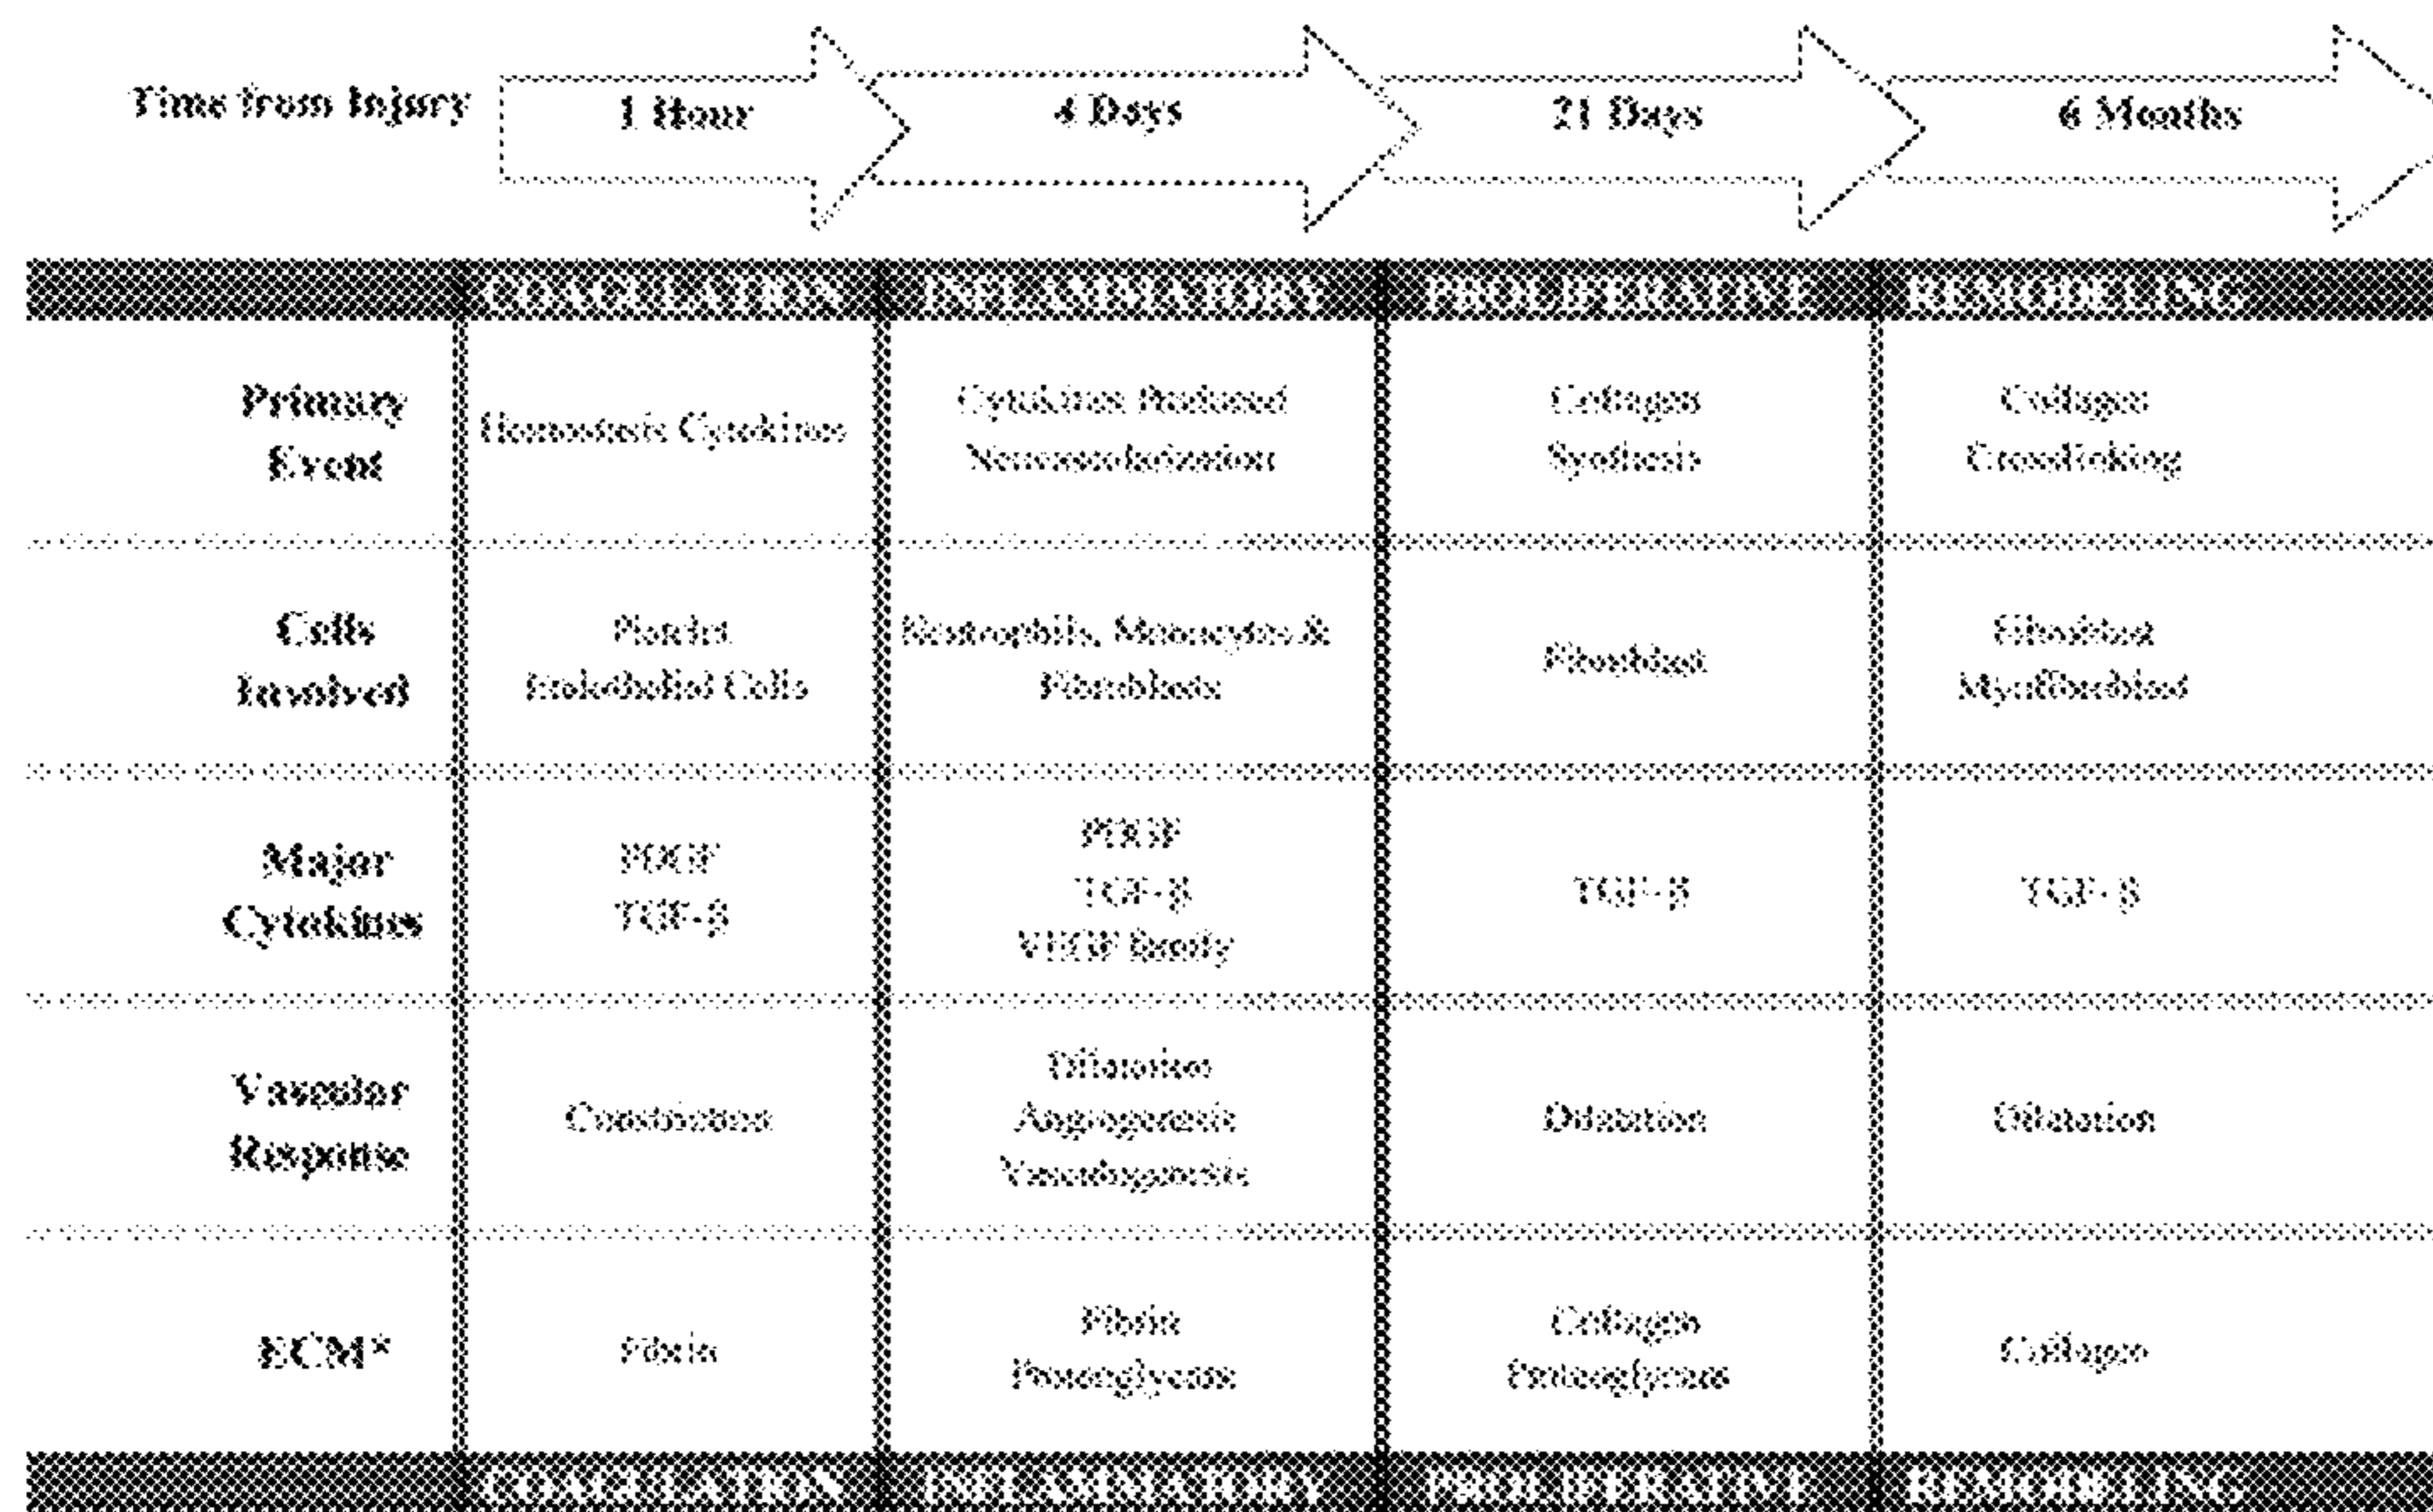 Time from Injury
1 Hour
4 Days
21 Days
6 Months
COAGULATION
INFLAMMATORY
PROLIFERATIVE
REMODELING
Primary
Event
Hemostesis Cytokines
Cytokines Produced
Neovascularization
Collagen
Synthesis
Collagen
Crosslinking
Cells
Involved
Platelet
Endothelial Cells
Neutrophils, Monocytes &
Fibroblasts
Fibroblast
Fibroblast
Myofibroblast
Major
Cytokines
PDGF
TGF-β
PDGF
TGF-β
VEGF family
TGF-β
TGF-β
Vascular
Response
Constriction
Dilatation
Angiogenesis
Vasculogenesis
Dilatation
Dilatation
ECM*
Fibrin
Fibrin
Proteoglycans
Collagen
Proteoglycans
Collagen
COAGULATION
INFLAMMATORY
PROLIFERATIVE
REMODELING